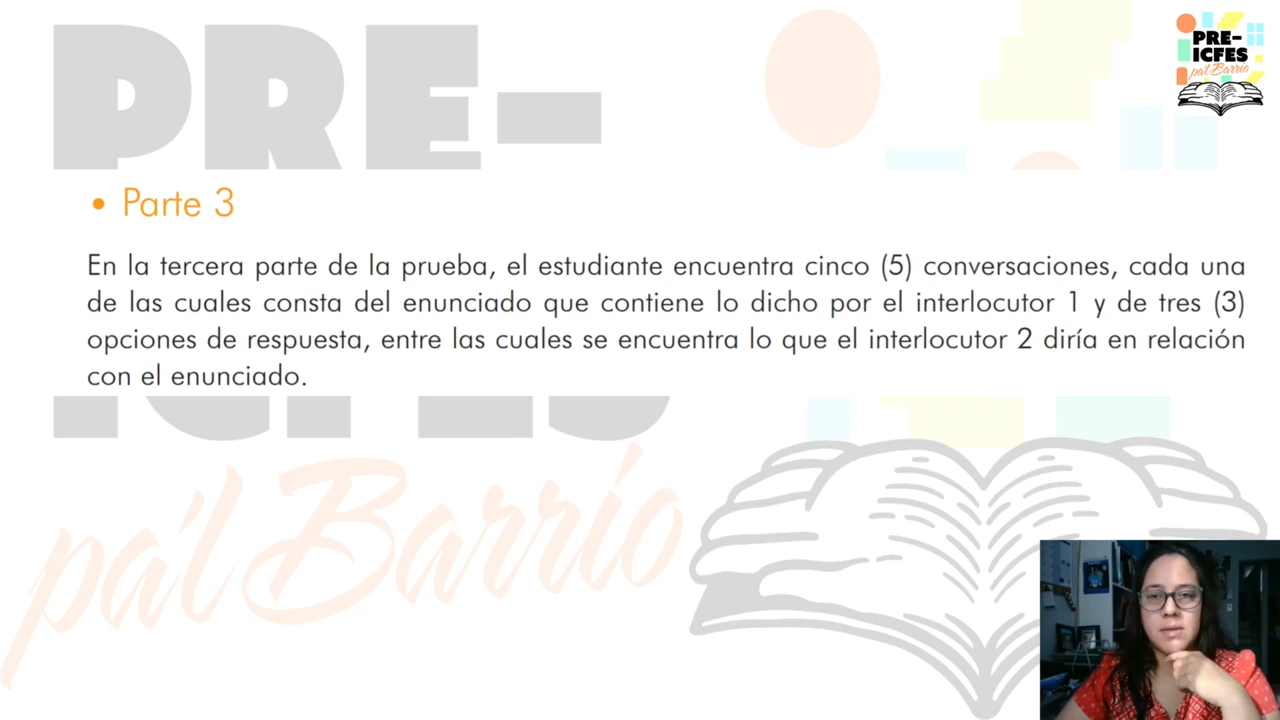 PRE-
PRE-
ICFES
pa'l Barrio
• Parte 3
En la tercera parte de la prueba, el estudiante encuentra cinco (5) conversaciones, cada una
de las cuales consta del enunciado que contiene lo dicho por el interlocutor 1 y de tres (3)
opciones de respuesta, entre las cuales se encuentra lo que el interlocutor 2 diría en relación
con el enunciado.
ICFES
pa'l Barrio